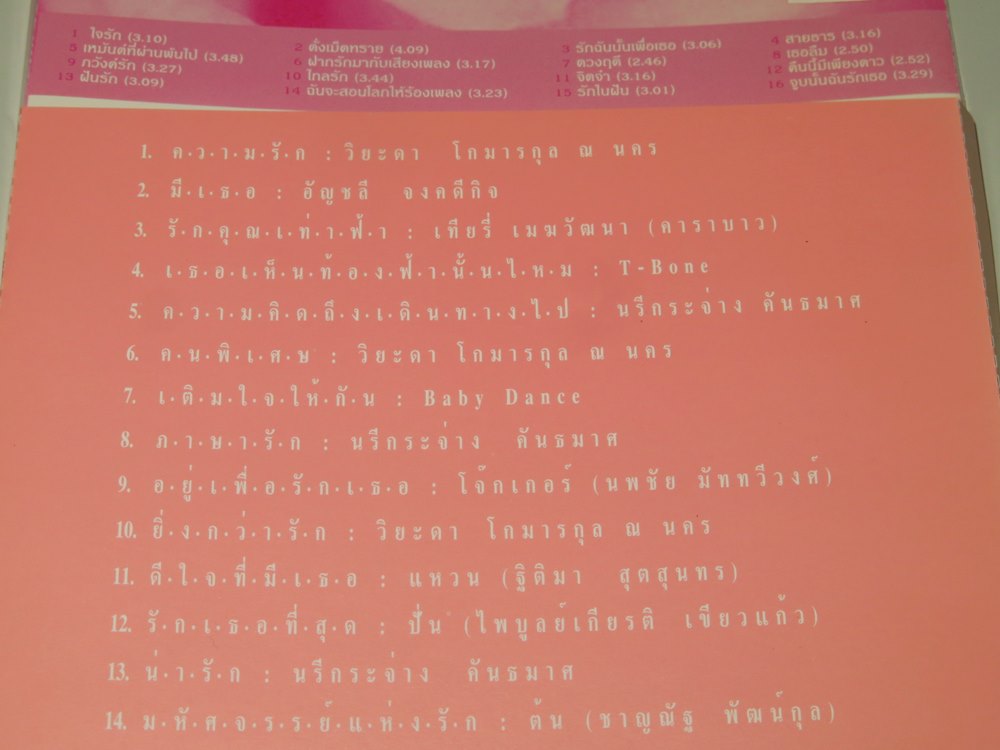 1 ใจรัก (3.10) 2 ดั่งเม็ดทราย (4.09) 3 รักฉันนั้นเพื่อเธอ (3.06) 4 สายธาร (3.16)
5 เหมันต์ที่ผ่านพ้นไป (3.48) 6 ฝากรักมากับเสียงเพลง (3.17) 7 ดวงฤดี (2.46) 8 เธอลืม (2.50)
9 ภวังค์รัก (3.27) 10 ไกลรัก (3.44) 11 จิตจำ (3.16) 12 คืนนี้มีเพียงดาว (2.52)
13 ฝืนรัก (3.09) 14 ฉันจะสอนโลกให้ร้องเพลง (3.23) 15 รักในฝัน (3.01) 16 จูบนั้นฉันรักเธอ (3.29)
1. ค·ว·า·ม·รั·ก : วิยะดา โกมารกุล ณ นคร
2. มี·เ·ธ·อ : อัญชลี จงคดีกิจ
3. รั·ก·คุ·ณ·เ·ท่·า·ฟ้·า : เทียรี่ เมฆวัฒนา (คาราบาว)
4. เ·ธ·อ·เ·ห็·น·ท้·อ·ง·ฟ้·า·นั้·น·ไ·ห·ม : T-Bone
5. ค·ว·า·ม·คิ·ด·ถึ·ง·เ·ดิ·น·ท·า·ง·ไ·ป : นรีกระจ่าง คันธมาศ
6. ค·น·พิ·เ·ศ·ษ : วิยะดา โกมารกุล ณ นคร
7. เ·ติ·ม·ใ·จ·ใ·ห้·กั·น : Baby Dance
8. ภ·า·ษ·า·รั·ก : นรีกระจ่าง คันธมาศ
9. อ·ยู่·เ·พื่·อ·รั·ก·เ·ธ·อ : โจ๊กเกอร์ (นพชัย มัททวีวงศ์)
10. ยิ่·ง·ก·ว่·า·รั·ก : วิยะดา โกมารกุล ณ นคร
11. ดี·ใ·จ·ที่·มี·เ·ธ·อ : แหวน (ฐิติมา สุตสุนทร)
12. รั·ก·เ·ธ·อ·ที่·สุ·ด : ปั่น (ไพบูลย์เกียรติ เขียวแก้ว)
13. น่·า·รั·ก : นรีกระจ่าง คันธมาศ
14. ม·หั·ศ·จ·ร·ร·ย์·แ·ห่·ง·รั·ก : ต้น (ชาญณัฐ พัฒน์กุล)